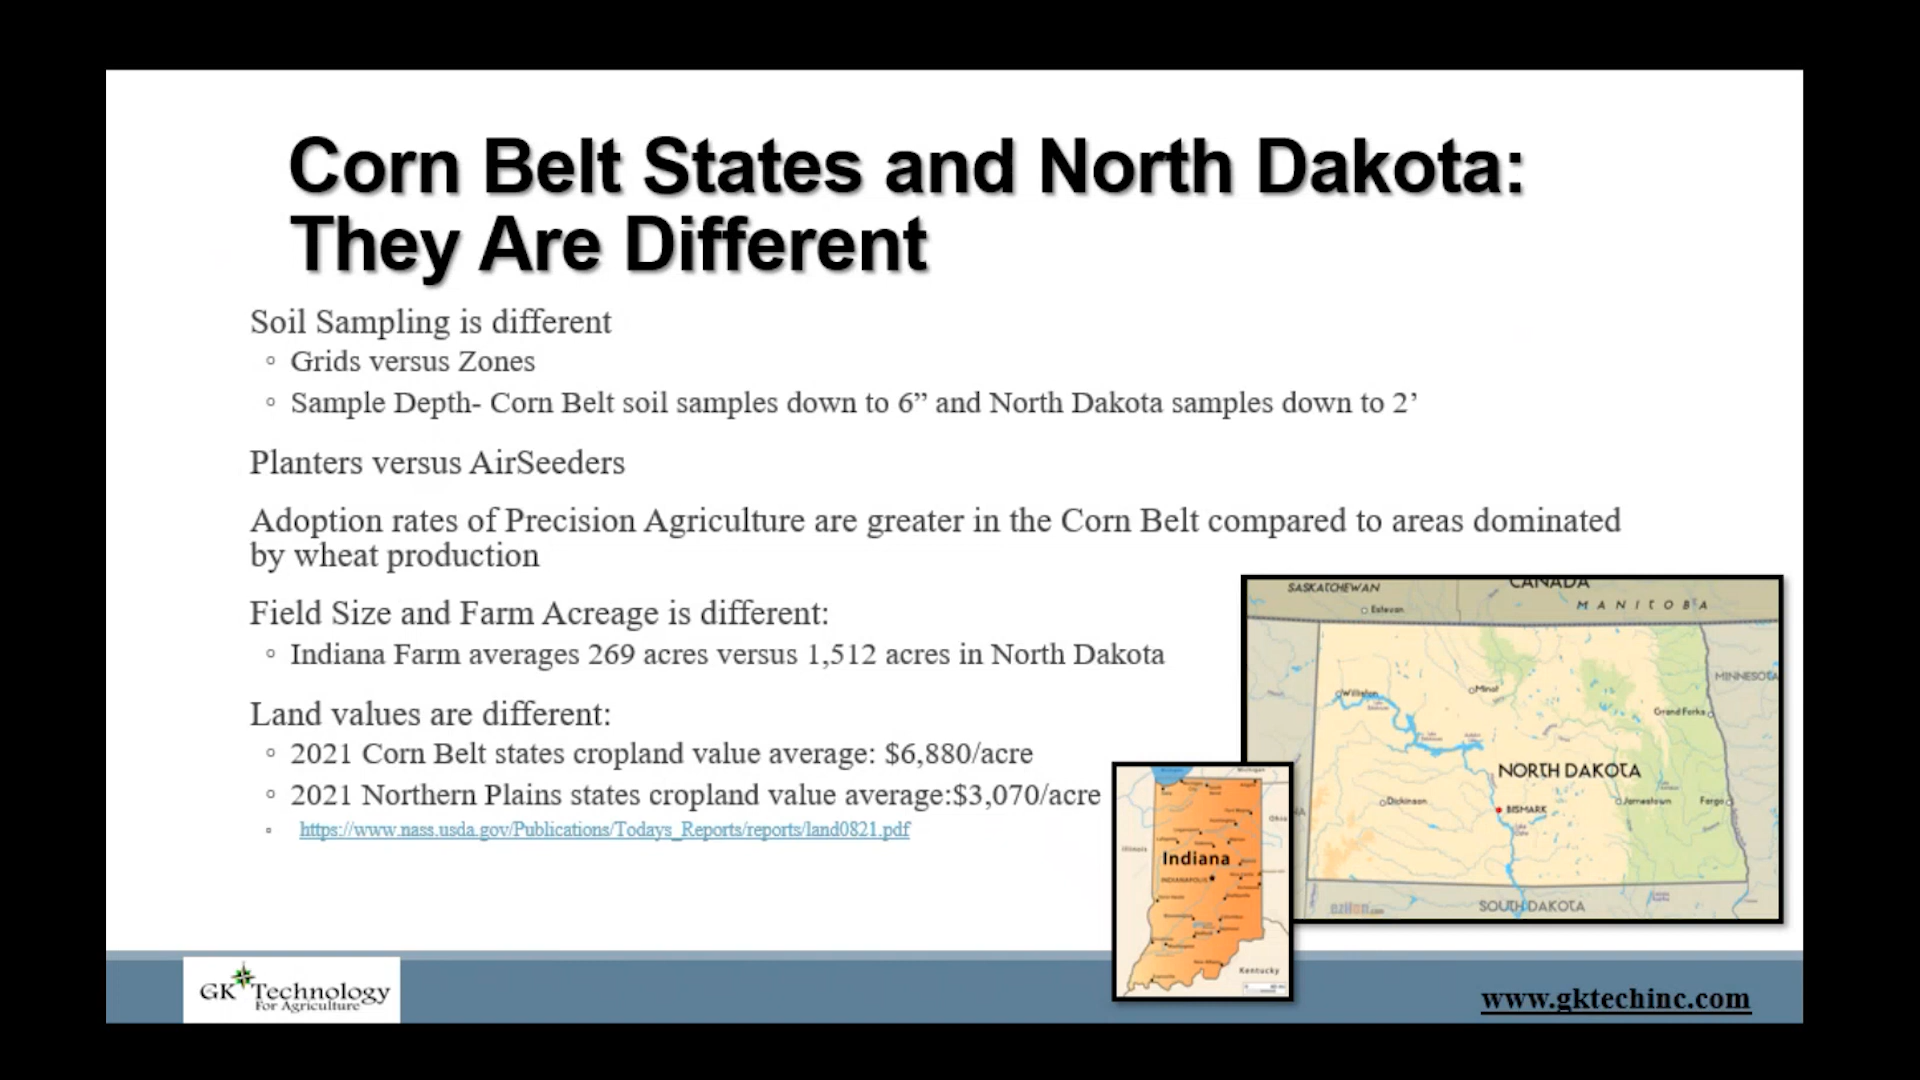 Corn Belt States and North Dakota:
They Are Different
Soil Sampling is different
◦ Grids versus Zones
◦ Sample Depth- Corn Belt soil samples down to 6” and North Dakota samples down to 2’
Planters versus AirSeeders
Adoption rates of Precision Agriculture are greater in the Corn Belt compared to areas dominated
by wheat production
Field Size and Farm Acreage is different:
◦ Indiana Farm averages 269 acres versus 1,512 acres in North Dakota
Land values are different:
◦ 2021 Corn Belt states cropland value average: $6,880/acre
◦ 2021 Northern Plains states cropland value average:$3,070/acre
▫ https://www.nass.usda.gov/Publications/Todays_Reports/reports/land0821.pdf
SASKATCHEWAN
CANADA
MANITOBA
Estevan
MINNESOTA
Williston
Minot
Grand Forks
NORTH DAKOTA
Dickinson
BISMARK
Jamestown
Fargo
SOUTH DAKOTA
ezilon.com
Michigan
Ohio
Illinois
Indiana
INDIANAPOLIS
Kentucky
GK Technology
For Agriculture
www.gktechinc.com